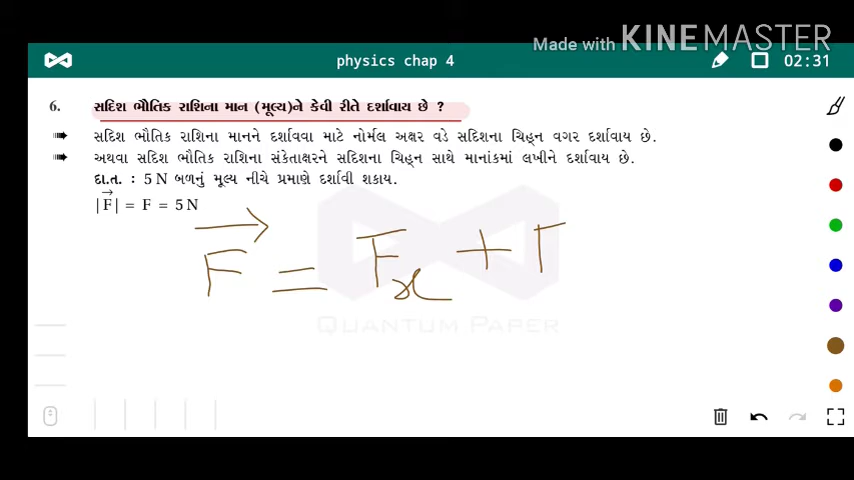 Made with KINEMASTER
physics chap 4
02:31
6. સદિશ ભૌતિક રાશિના માન (મૂલ્ય)ને કેવી રીતે દર્શાવાય છે ?
સદિશ ભૌતિક રાશિના માનને દર્શાવવા માટે નોર્મલ અક્ષર વડે સદિશના ચિહ્ન વગર દર્શાવાય છે.
અથવા સદિશ ભૌતિક રાશિના સંકેતાક્ષરને સદિશના ચિહ્ન સાથે માનાંકમાં લખીને દર્શાવાય છે.
દા.ત. : 5 N બળનું મૂલ્ય નીચે પ્રમાણે દર્શાવી શકાય.
|F⃗| = F = 5 N
F⃗ = Fx +
QUANTUM PAPER